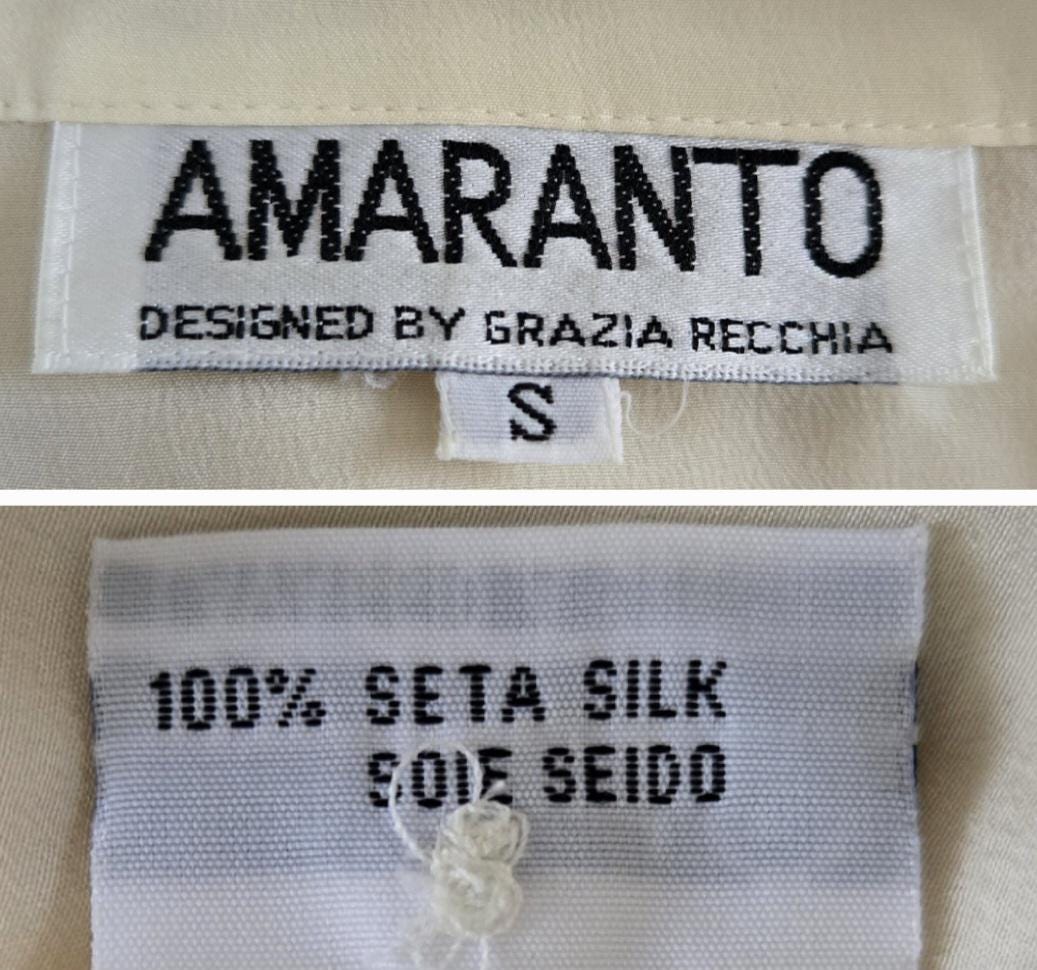 AMARANTO
DESIGNED BY GRAZIA RECCHIA
S
100% SETA SILK
SOIE SEIDO